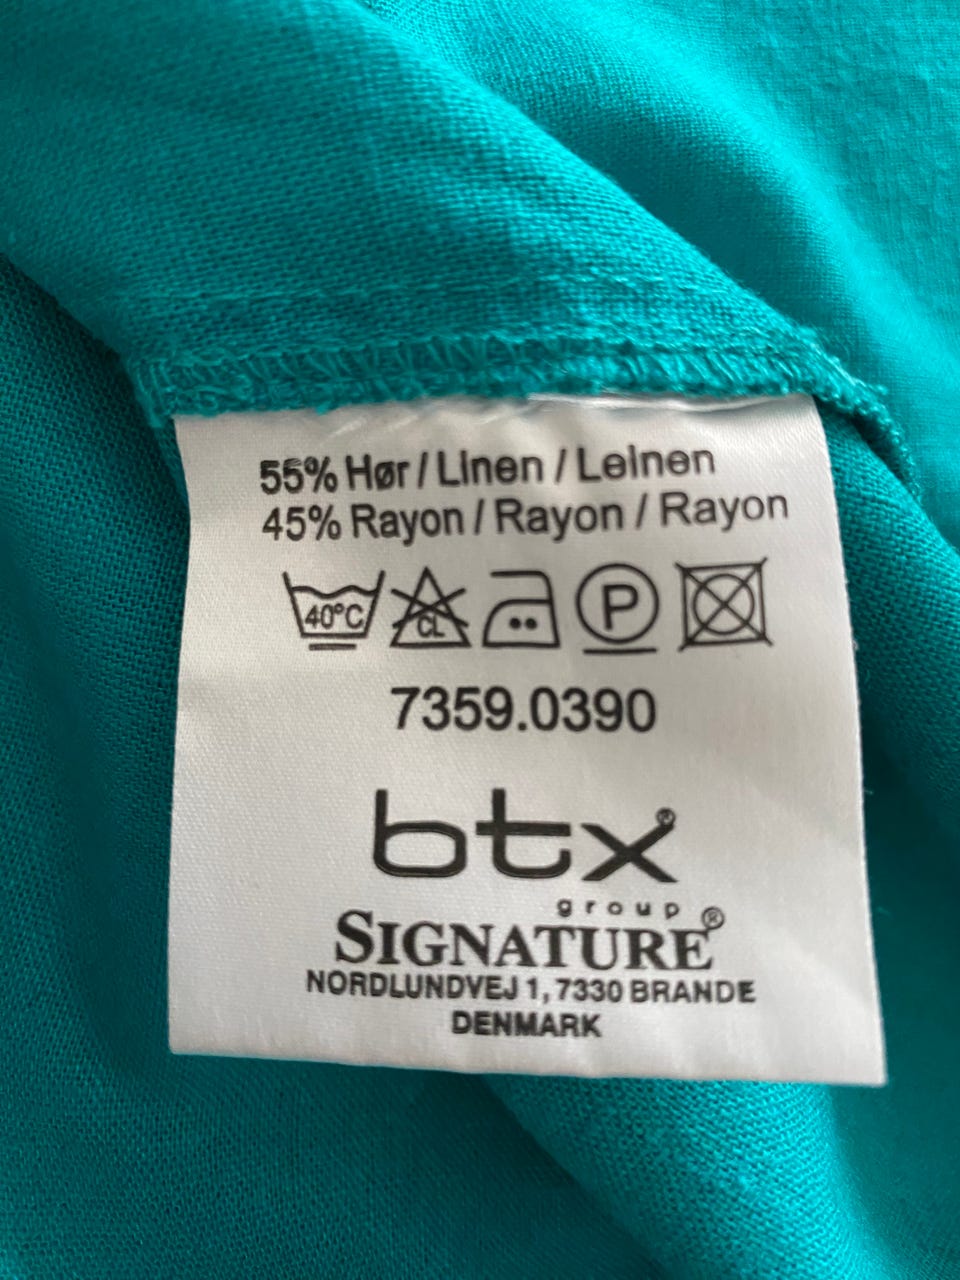 55% Hør / Linen / Leinen
45% Rayon / Rayon / Rayon
40°C CL P
7359.0390
btx®
group
SIGNATURE®
NORDLUNDVEJ 1, 7330 BRANDE
DENMARK